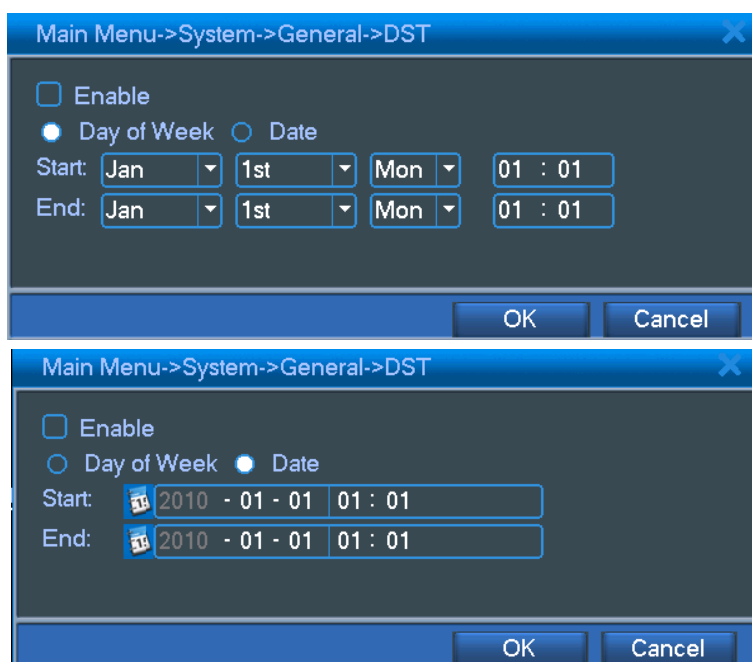 Main Menu->System->General->DST
Enable
Day of Week Date
Start: Jan 1st Mon 01 : 01
End: Jan 1st Mon 01 : 01
OK Cancel
Main Menu->System->General->DST
Enable
Day of Week Date
Start: 2010 - 01 - 01 01 : 01
End: 2010 - 01 - 01 01 : 01
OK Cancel